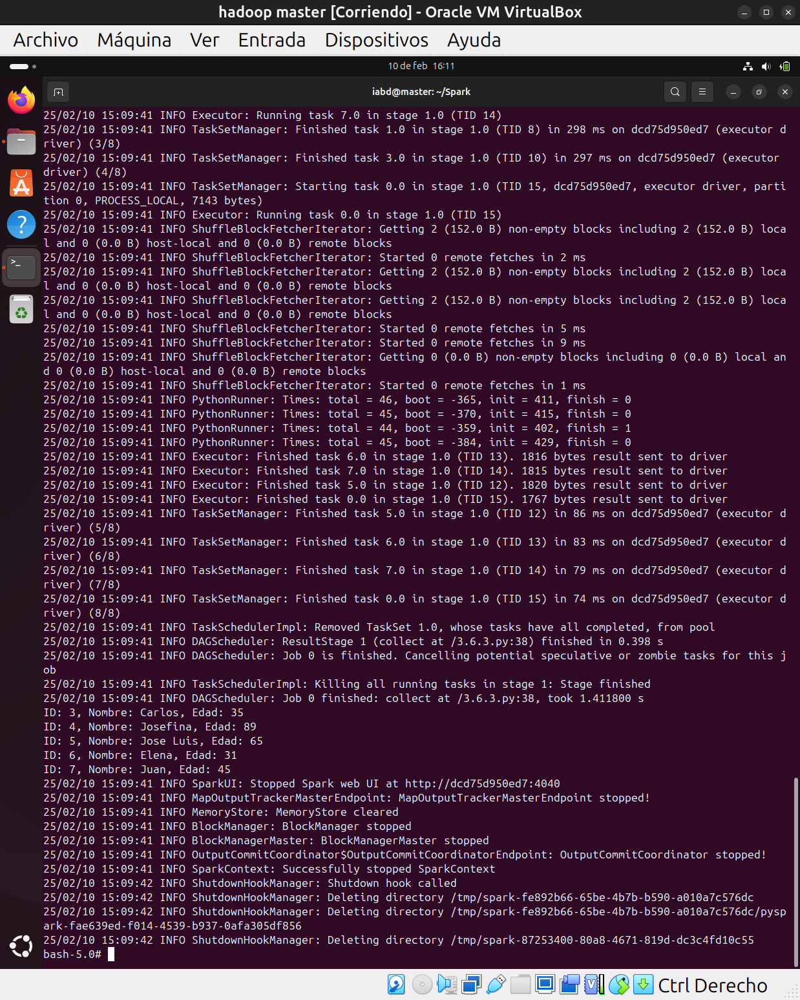 hadoop master [Corriendo] - Oracle VM VirtualBox
Archivo Máquina Ver Entrada Dispositivos Ayuda
10 de feb 16:11
iabd@master: ~/Spark
25/02/10 15:09:41 INFO Executor: Running task 7.0 in stage 1.0 (TID 14)
25/02/10 15:09:41 INFO TaskSetManager: Finished task 1.0 in stage 1.0 (TID 8) in 298 ms on dcd75d950ed7 (executor d
river) (3/8)
25/02/10 15:09:41 INFO TaskSetManager: Finished task 3.0 in stage 1.0 (TID 10) in 297 ms on dcd75d950ed7 (executor
driver) (4/8)
25/02/10 15:09:41 INFO TaskSetManager: Starting task 0.0 in stage 1.0 (TID 15, dcd75d950ed7, executor driver, parti
tion 0, PROCESS_LOCAL, 7143 bytes)
25/02/10 15:09:41 INFO Executor: Running task 0.0 in stage 1.0 (TID 15)
25/02/10 15:09:41 INFO ShuffleBlockFetcherIterator: Getting 2 (152.0 B) non-empty blocks including 2 (152.0 B) loca
l and 0 (0.0 B) host-local and 0 (0.0 B) remote blocks
25/02/10 15:09:41 INFO ShuffleBlockFetcherIterator: Started 0 remote fetches in 2 ms
25/02/10 15:09:41 INFO ShuffleBlockFetcherIterator: Getting 2 (152.0 B) non-empty blocks including 2 (152.0 B) loca
l and 0 (0.0 B) host-local and 0 (0.0 B) remote blocks
25/02/10 15:09:41 INFO ShuffleBlockFetcherIterator: Getting 2 (152.0 B) non-empty blocks including 2 (152.0 B) loca
l and 0 (0.0 B) host-local and 0 (0.0 B) remote blocks
25/02/10 15:09:41 INFO ShuffleBlockFetcherIterator: Started 0 remote fetches in 5 ms
25/02/10 15:09:41 INFO ShuffleBlockFetcherIterator: Started 0 remote fetches in 9 ms
25/02/10 15:09:41 INFO ShuffleBlockFetcherIterator: Getting 0 (0.0 B) non-empty blocks including 0 (0.0 B) local an
d 0 (0.0 B) host-local and 0 (0.0 B) remote blocks
25/02/10 15:09:41 INFO ShuffleBlockFetcherIterator: Started 0 remote fetches in 1 ms
25/02/10 15:09:41 INFO PythonRunner: Times: total = 46, boot = -365, init = 411, finish = 0
25/02/10 15:09:41 INFO PythonRunner: Times: total = 45, boot = -370, init = 415, finish = 0
25/02/10 15:09:41 INFO PythonRunner: Times: total = 44, boot = -359, init = 402, finish = 1
25/02/10 15:09:41 INFO PythonRunner: Times: total = 45, boot = -384, init = 429, finish = 0
25/02/10 15:09:41 INFO Executor: Finished task 6.0 in stage 1.0 (TID 13). 1816 bytes result sent to driver
25/02/10 15:09:41 INFO Executor: Finished task 7.0 in stage 1.0 (TID 14). 1815 bytes result sent to driver
25/02/10 15:09:41 INFO Executor: Finished task 5.0 in stage 1.0 (TID 12). 1820 bytes result sent to driver
25/02/10 15:09:41 INFO Executor: Finished task 0.0 in stage 1.0 (TID 15). 1767 bytes result sent to driver
25/02/10 15:09:41 INFO TaskSetManager: Finished task 5.0 in stage 1.0 (TID 12) in 86 ms on dcd75d950ed7 (executor d
river) (5/8)
25/02/10 15:09:41 INFO TaskSetManager: Finished task 6.0 in stage 1.0 (TID 13) in 83 ms on dcd75d950ed7 (executor d
river) (6/8)
25/02/10 15:09:41 INFO TaskSetManager: Finished task 7.0 in stage 1.0 (TID 14) in 79 ms on dcd75d950ed7 (executor d
river) (7/8)
25/02/10 15:09:41 INFO TaskSetManager: Finished task 0.0 in stage 1.0 (TID 15) in 74 ms on dcd75d950ed7 (executor d
river) (8/8)
25/02/10 15:09:41 INFO TaskSchedulerImpl: Removed TaskSet 1.0, whose tasks have all completed, from pool
25/02/10 15:09:41 INFO DAGScheduler: ResultStage 1 (collect at /3.6.3.py:38) finished in 0.398 s
25/02/10 15:09:41 INFO DAGScheduler: Job 0 is finished. Cancelling potential speculative or zombie tasks for this j
ob
25/02/10 15:09:41 INFO TaskSchedulerImpl: Killing all running tasks in stage 1: Stage finished
25/02/10 15:09:41 INFO DAGScheduler: Job 0 finished: collect at /3.6.3.py:38, took 1.411800 s
ID: 3, Nombre: Carlos, Edad: 35
ID: 4, Nombre: Josefina, Edad: 89
ID: 5, Nombre: Jose Luis, Edad: 65
ID: 6, Nombre: Elena, Edad: 31
ID: 7, Nombre: Juan, Edad: 45
25/02/10 15:09:41 INFO SparkUI: Stopped Spark web UI at http://dcd75d950ed7:4040
25/02/10 15:09:41 INFO MapOutputTrackerMasterEndpoint: MapOutputTrackerMasterEndpoint stopped!
25/02/10 15:09:41 INFO MemoryStore: MemoryStore cleared
25/02/10 15:09:41 INFO BlockManager: BlockManager stopped
25/02/10 15:09:41 INFO BlockManagerMaster: BlockManagerMaster stopped
25/02/10 15:09:41 INFO OutputCommitCoordinator$OutputCommitCoordinatorEndpoint: OutputCommitCoordinator stopped!
25/02/10 15:09:41 INFO SparkContext: Successfully stopped SparkContext
25/02/10 15:09:42 INFO ShutdownHookManager: Shutdown hook called
25/02/10 15:09:42 INFO ShutdownHookManager: Deleting directory /tmp/spark-fe892b66-65be-4b7b-b590-a010a7c576dc
25/02/10 15:09:42 INFO ShutdownHookManager: Deleting directory /tmp/spark-fe892b66-65be-4b7b-b590-a010a7c576dc/pysp
ark-fae639ed-f014-4539-b937-0afa305df856
25/02/10 15:09:42 INFO ShutdownHookManager: Deleting directory /tmp/spark-87253400-80a8-4671-819d-dc3c4fd10c55
bash-5.0#
Ctrl Derecho